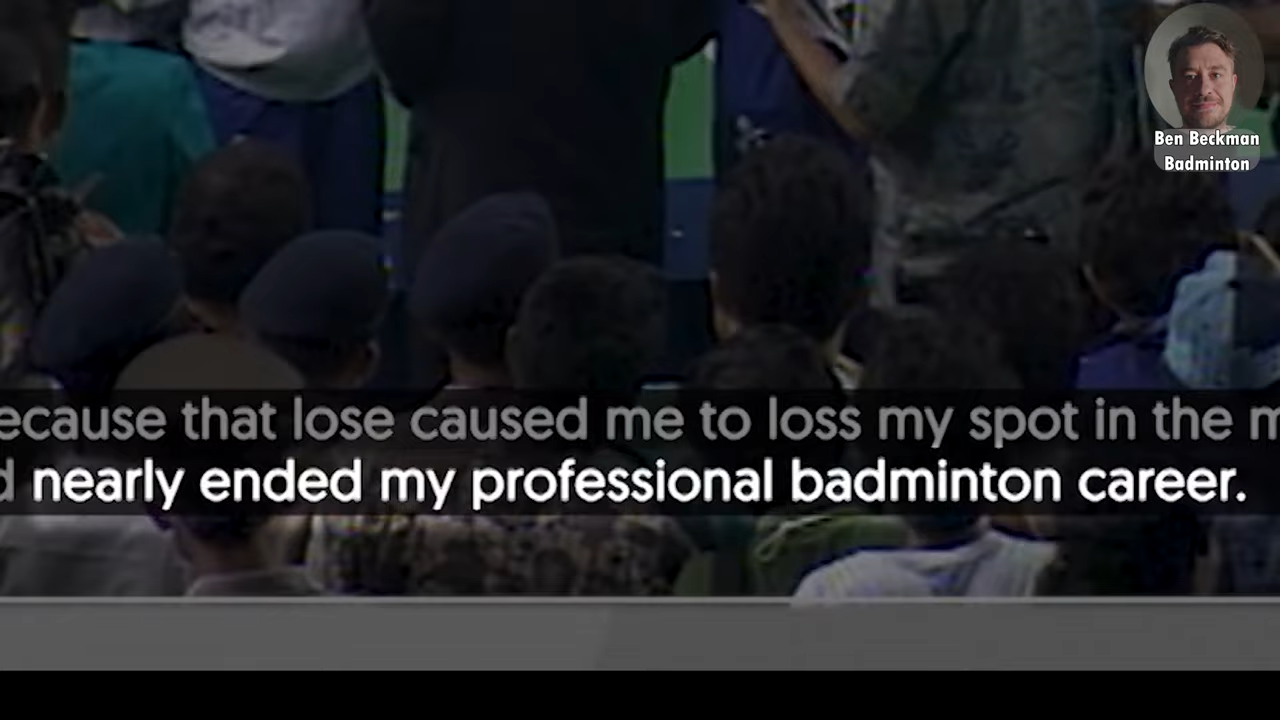 Ben Beckman
Badminton
ecause that lose caused me to loss my spot in the m
d nearly ended my professional badminton career.